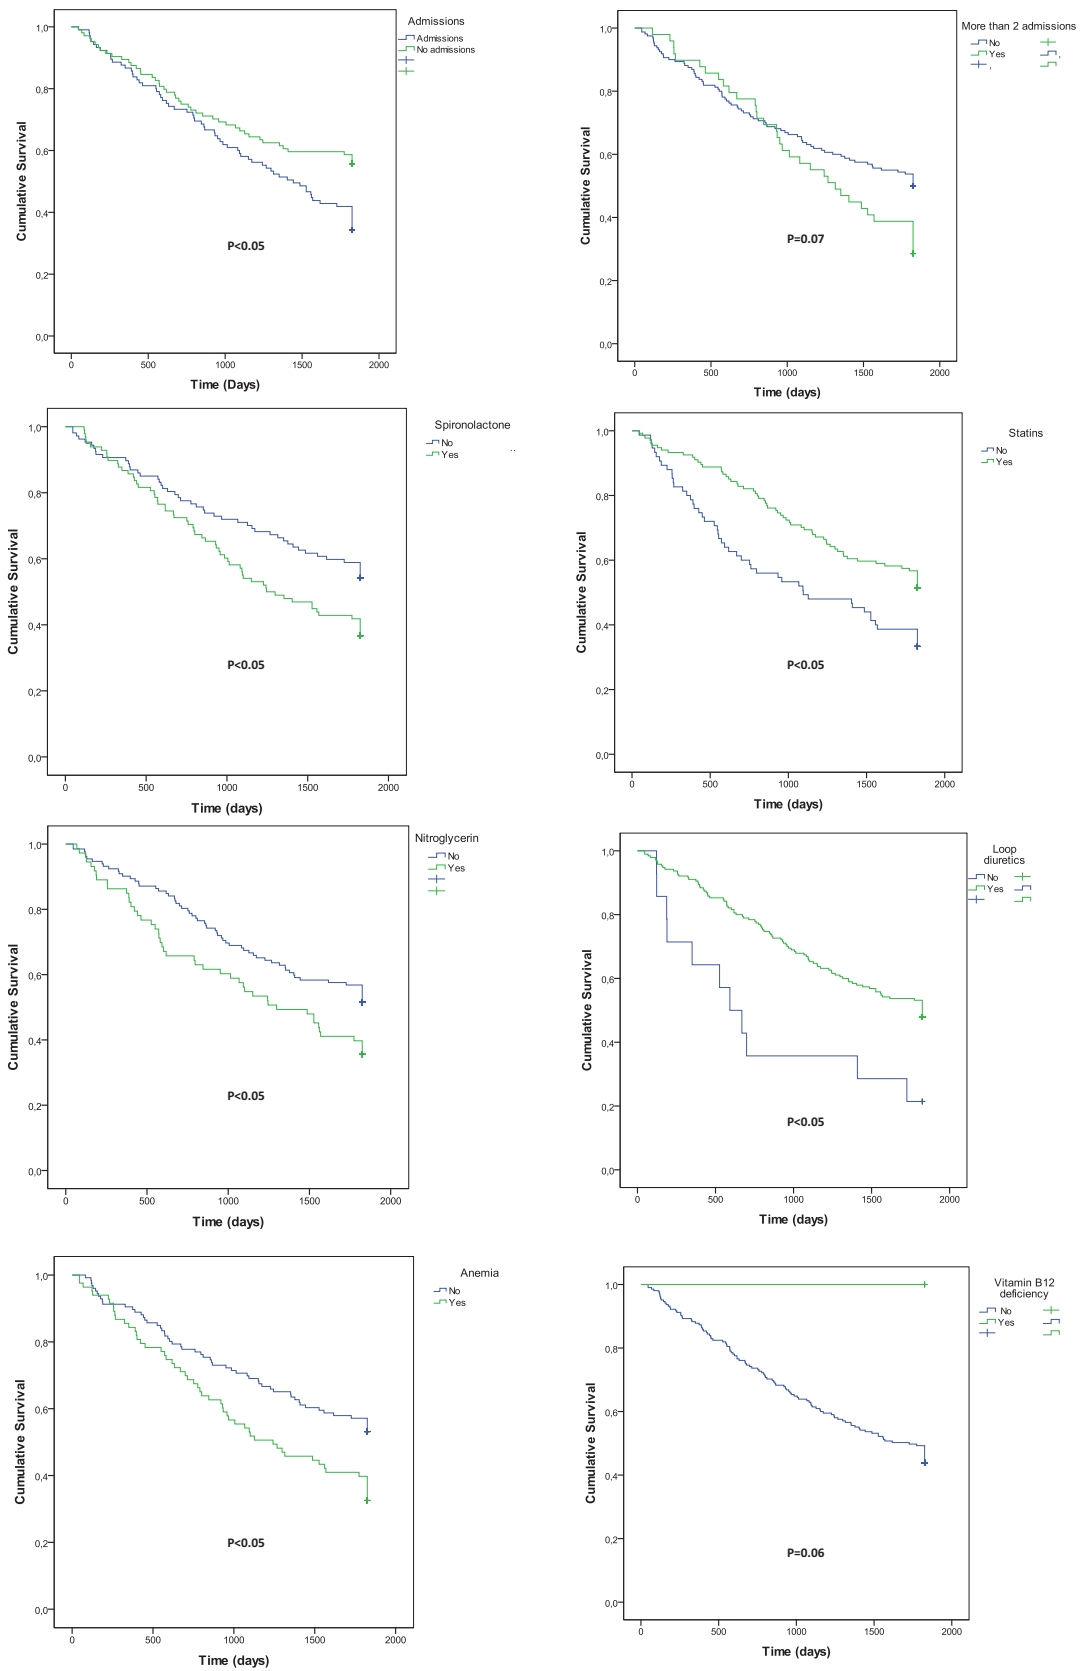 Admissions
Admissions
No admissions
1,0
0,8
0,6
0,4
0,2
0,0
Cumulative Survival
P<0.05
0 500 1000 1500 2000
Time (Days)
More than 2 admissions
No
Yes
,
,
1,0
0,8
0,6
0,4
0,2
0,0
Cumulative Survival
P=0.07
0 500 1000 1500 2000
Time (days)
Spironolactone
No
Yes
..
1,0
0,8
0,6
0,4
0,2
0,0
Cumulative Survival
P<0.05
0 500 1000 1500 2000
Time (days)
Statins
No
Yes
1,0
0,8
0,6
0,4
0,2
0,0
Cumulative Survival
P<0.05
0 500 1000 1500 2000
Time (days)
Nitroglycerin
No
Yes
1,0
0,8
0,6
0,4
0,2
0,0
Cumulative Survival
P<0.05
0 500 1000 1500 2000
Time (days)
Loop
diuretics
No
Yes
1,0
0,8
0,6
0,4
0,2
0,0
Cumulative Survival
P<0.05
0 500 1000 1500 2000
Time (days)
Anemia
No
Yes
1,0
0,8
0,6
0,4
0,2
0,0
Cumulative Survival
P<0.05
0 500 1000 1500 2000
Time (days)
Vitamin B12
deficiency
No
Yes
1,0
0,8
0,6
0,4
0,2
0,0
Cumulative Survival
P=0.06
0 500 1000 1500 2000
Time (days)